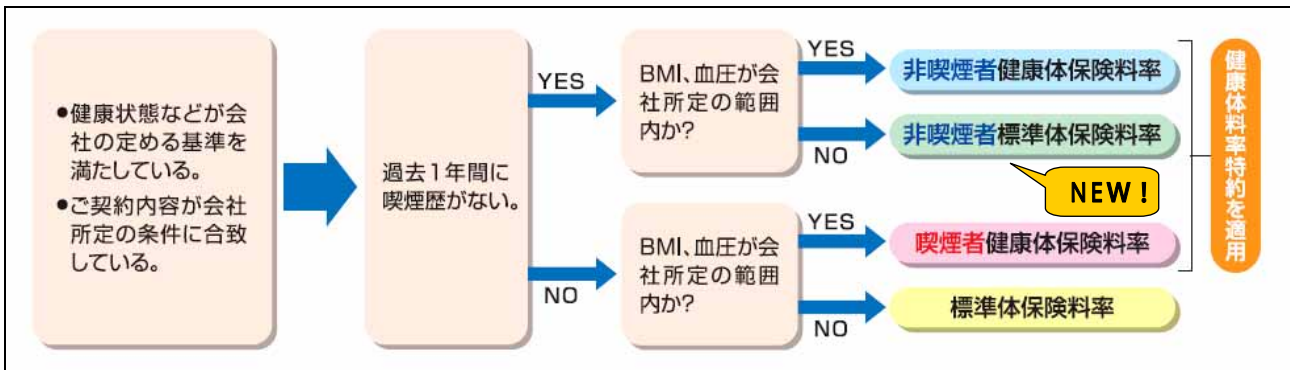 ●健康状態などが会
社の定める基準を
満たしている。
●ご契約内容が会社
所定の条件に合致
している。
過去1年間に
喫煙歴がない。
YES
NO
BMI、血圧が会
社所定の範囲
内か?
YES
NO
非喫煙者健康体保険料率
非喫煙者標準体保険料率
NEW!
BMI、血圧が会
社所定の範囲
内か?
YES
NO
喫煙者健康体保険料率
標準体保険料率
健康体料率特約を適用